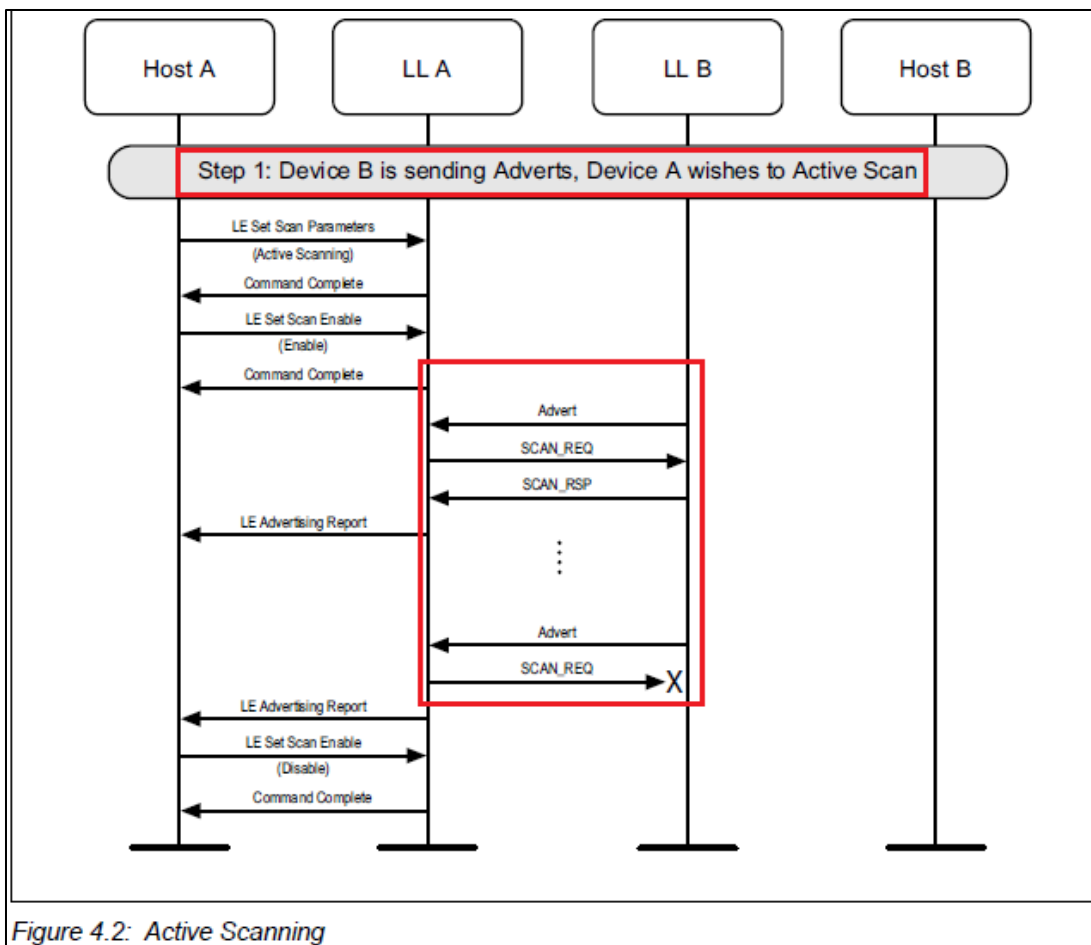 Host A
LL A
LL B
Host B
Step 1: Device B is sending Adverts, Device A wishes to Active Scan
LE Set Scan Parameters
(Active Scanning)
Command Complete
LE Set Scan Enable
(Enable)
Command Complete
Advert
SCAN_REQ
SCAN_RSP
LE Advertising Report
Advert
SCAN_REQ
X
LE Advertising Report
LE Set Scan Enable
(Disable)
Command Complete
Figure 4.2: Active Scanning